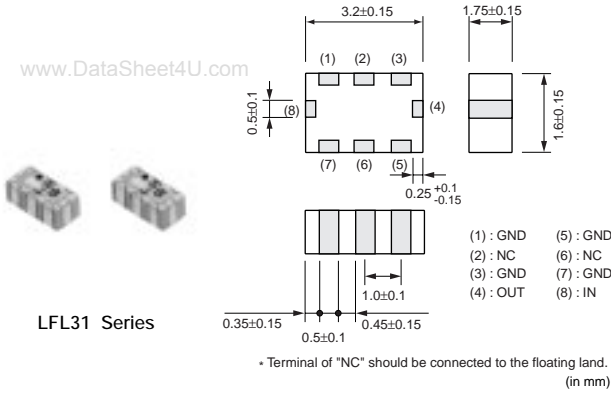 3.2±0.15
1.75±0.15
www.DataSheet4U.com
(1) (2) (3)
0.5±0.1
(8)
(4)
1.6±0.15
(7) (6) (5)
0.25 +0.1 -0.15
(1) : GND (5) : GND
(2) : NC (6) : NC
(3) : GND (7) : GND
(4) : OUT (8) : IN
1.0±0.1
0.35±0.15 0.45±0.15
0.5±0.1
LFL31 Series
* Terminal of "NC" should be connected to the floating land.
(in mm)